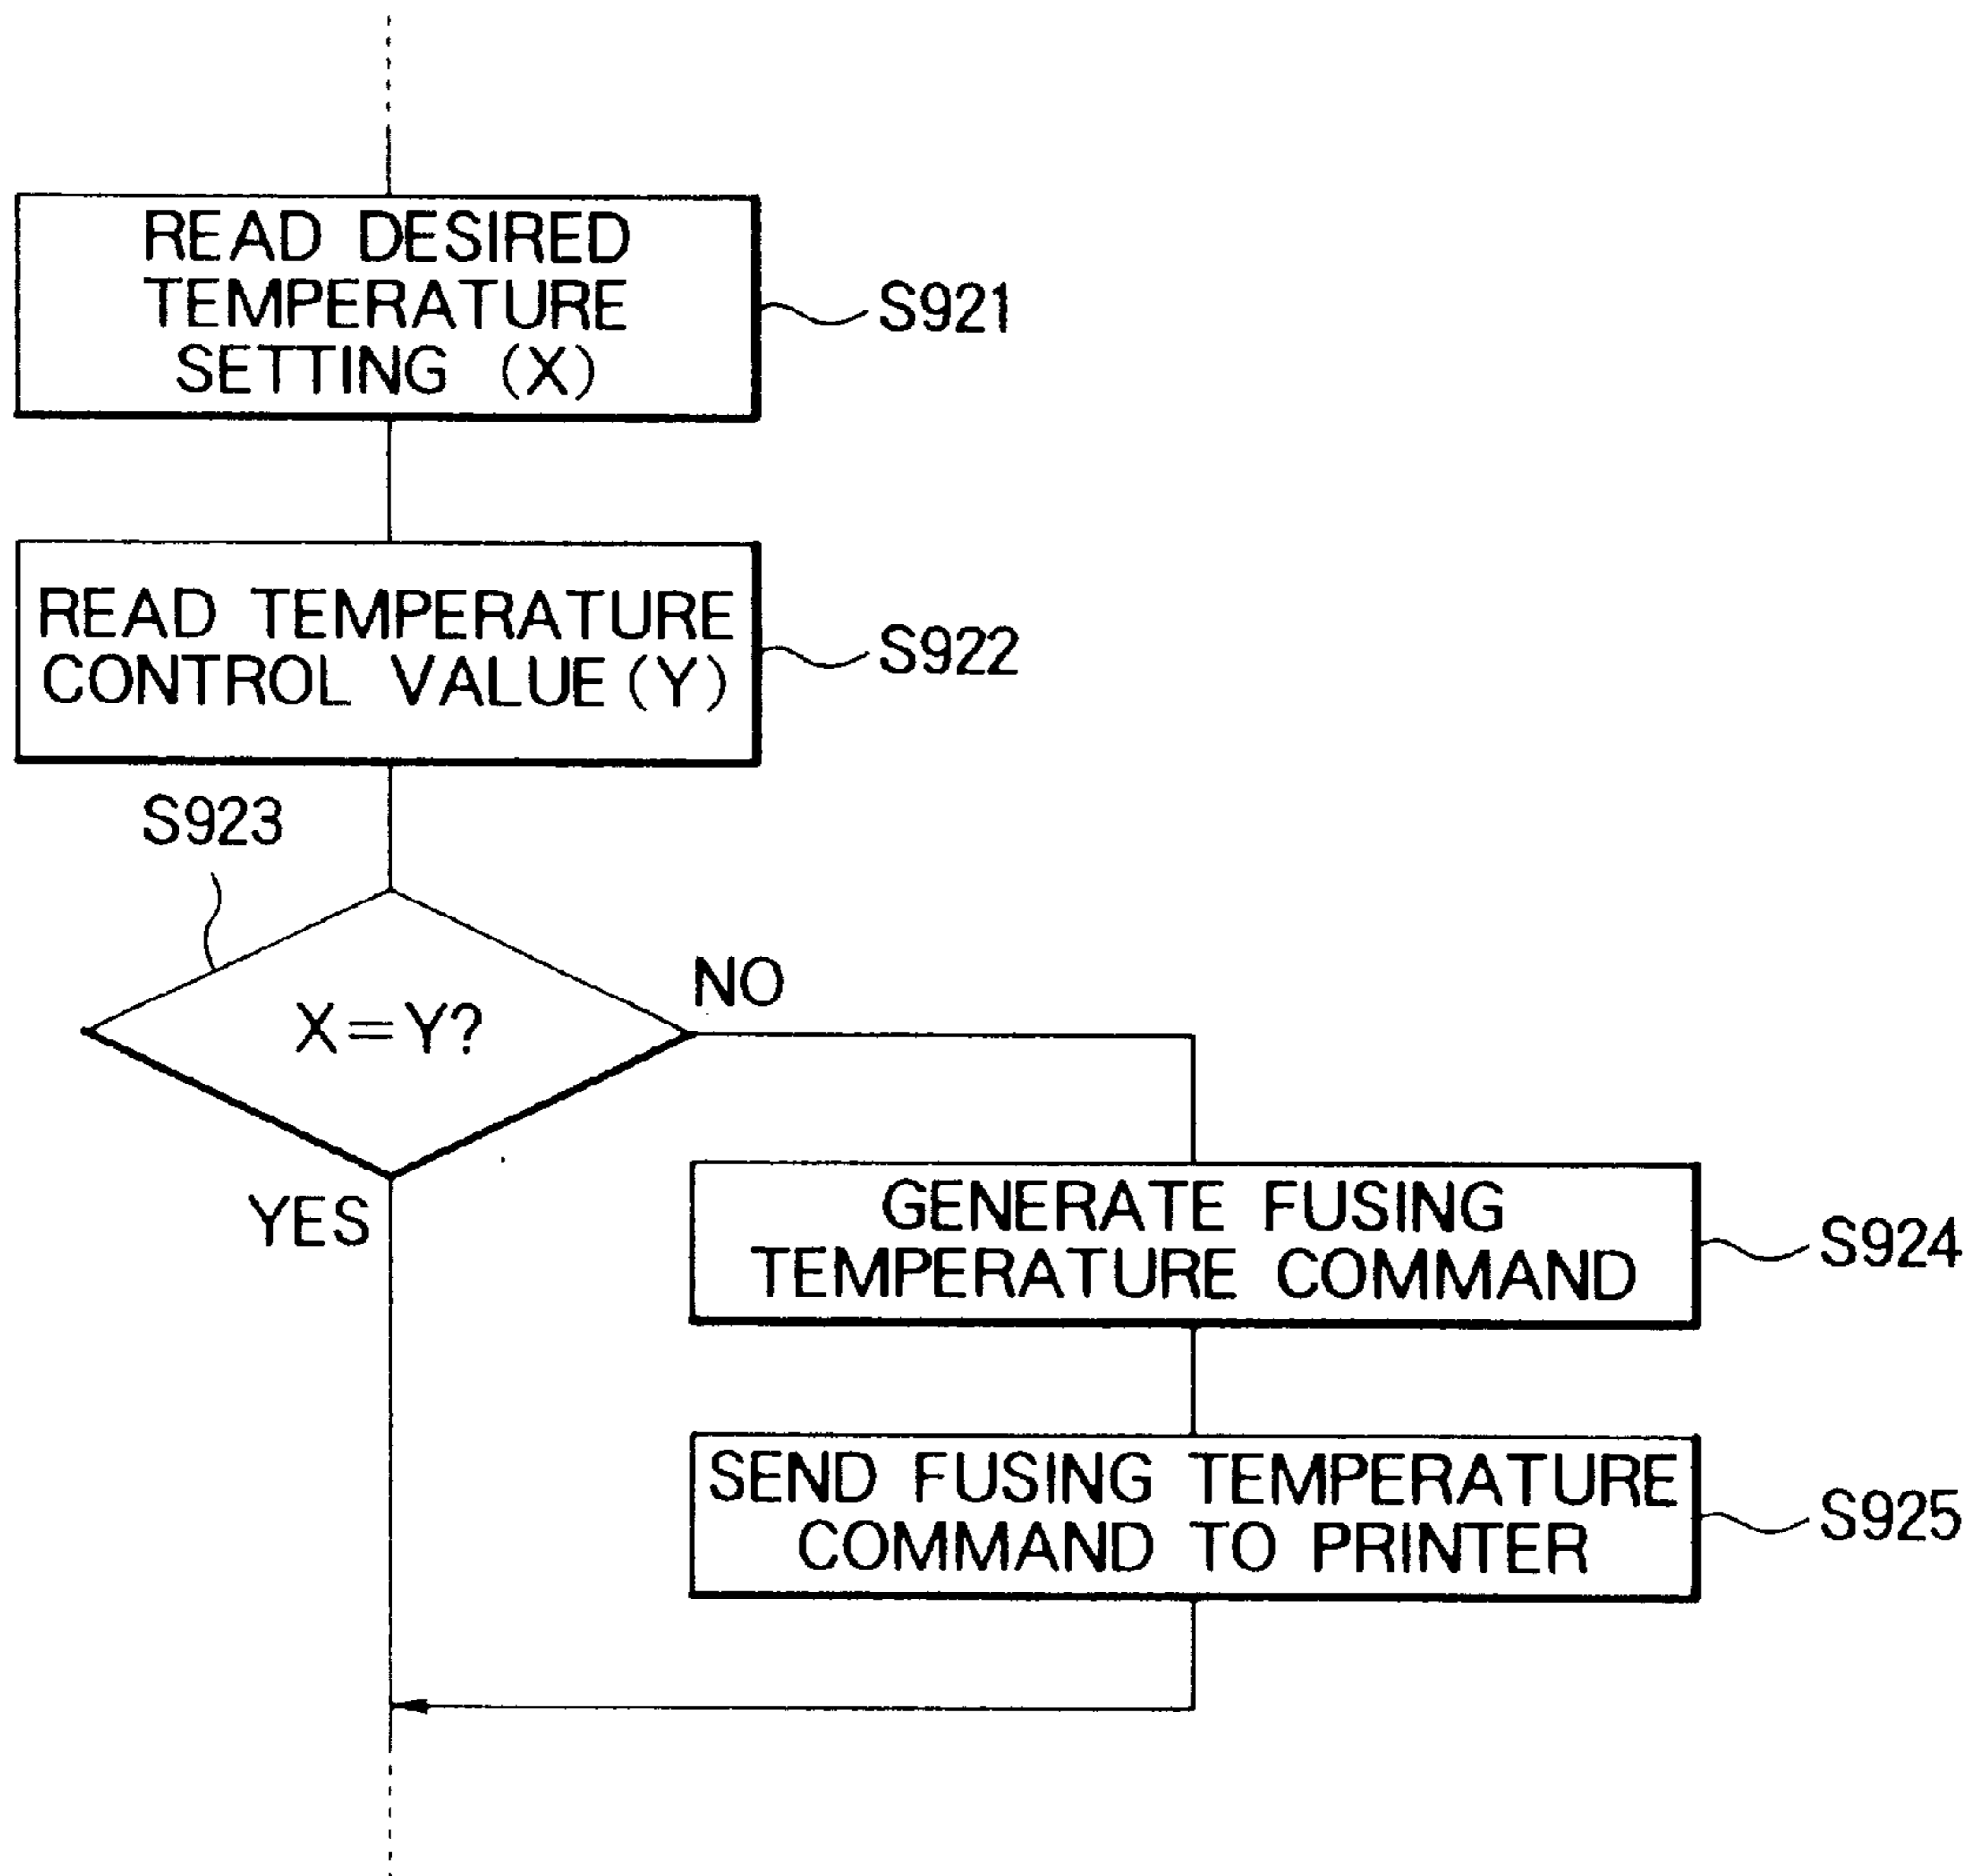 READ DESIRED
TEMPERATURE
SETTING (X)
S921
READ TEMPERATURE
CONTROL VALUE (Y)
S922
S923
X=Y?
NO
YES
GENERATE FUSING
TEMPERATURE COMMAND
S924
SEND FUSING TEMPERATURE
COMMAND TO PRINTER
S925